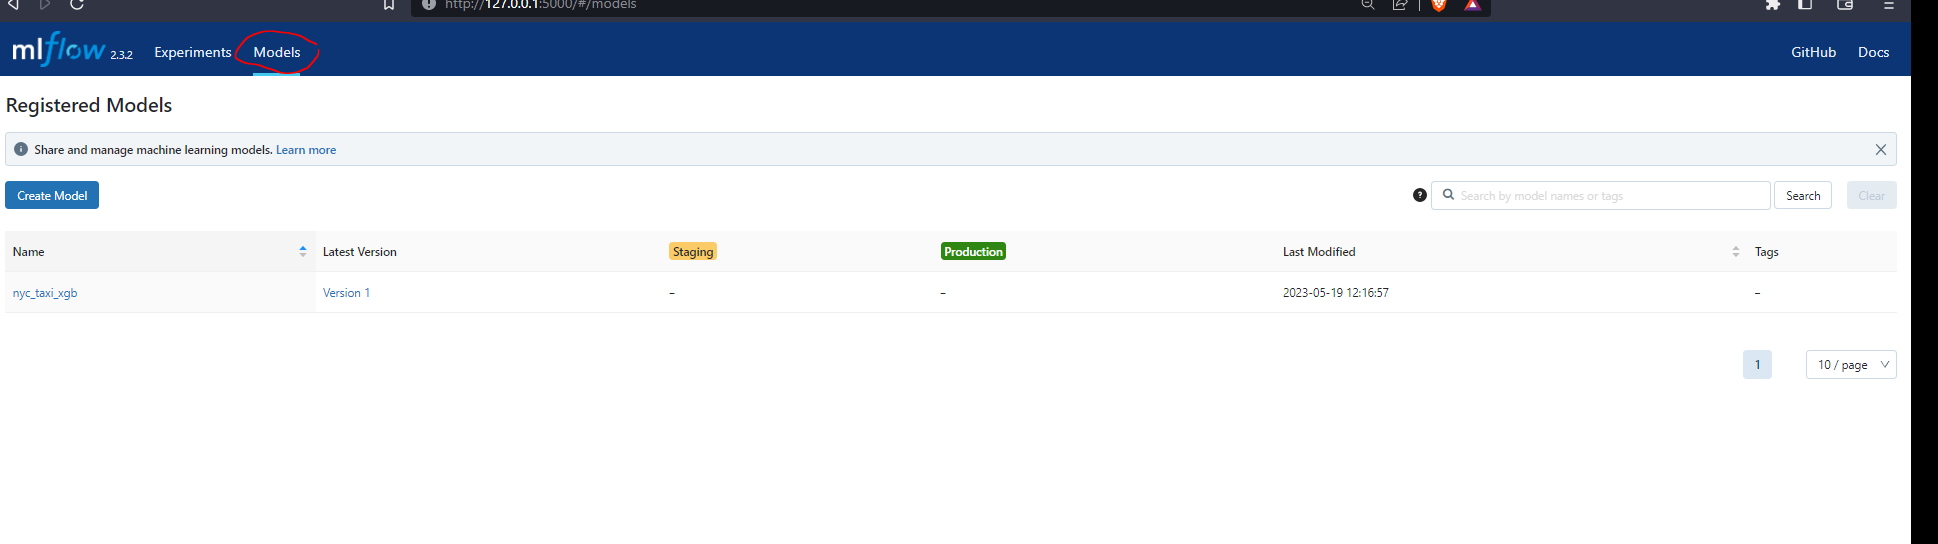 http://127.0.0.1:5000/#/models
mlflow 2.3.2 Experiments Models GitHub Docs
Registered Models
Share and manage machine learning models. Learn more
Create Model Search by model names or tags Search Clear
Name Latest Version Staging Production Last Modified Tags
nyc_taxi_xgb Version 1 – – 2023-05-19 12:16:57 –
1 10 / page